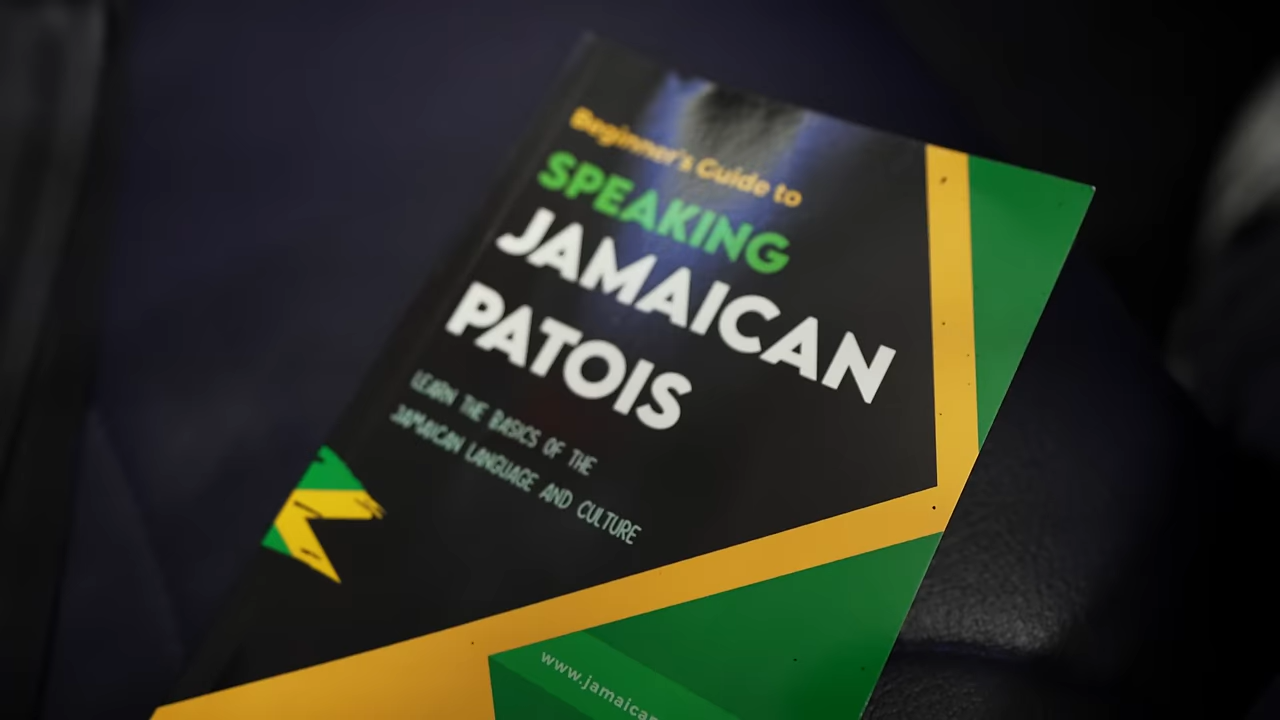 Beginner's Guide to
SPEAKING
JAMAICAN
PATOIS
LEARN THE BASICS OF THE
JAMAICAN LANGUAGE AND CULTURE